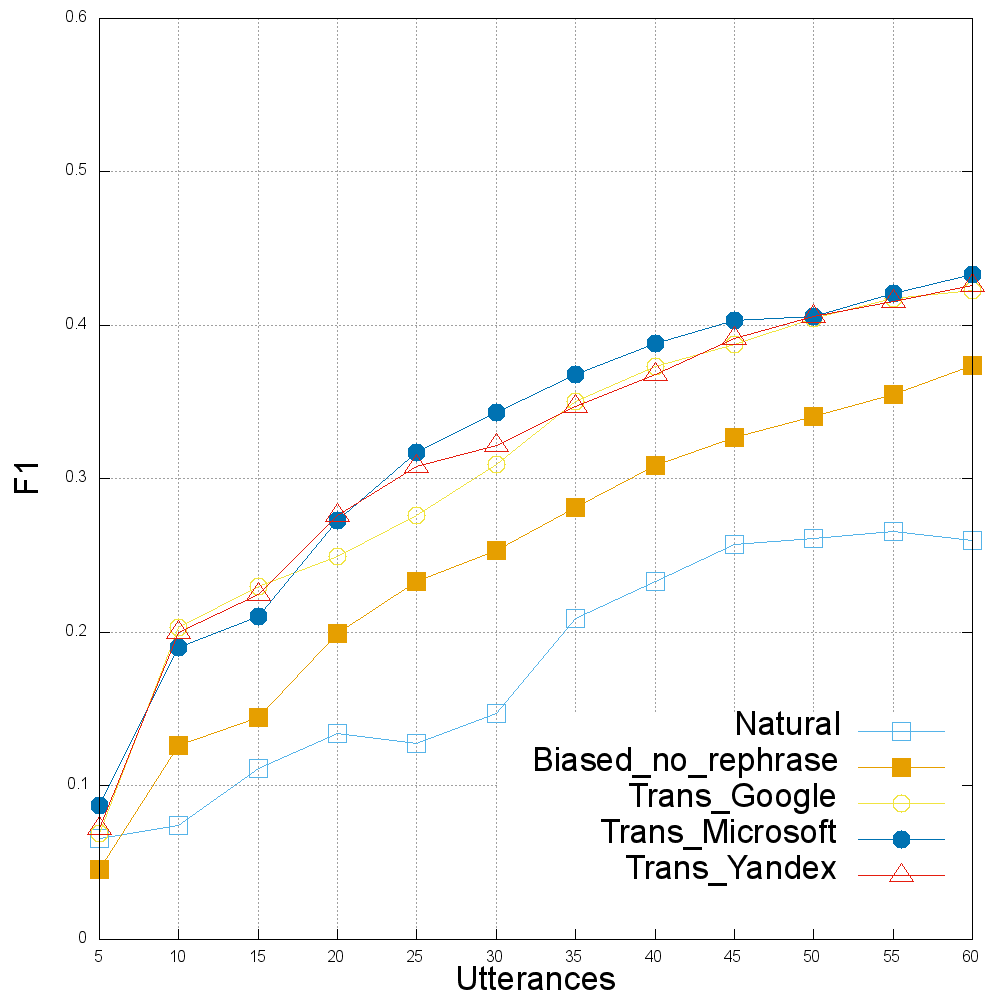 0.6
0.5
0.4
0.3
0.2
0.1
0
F1
Natural
Biased_no_rephrase
Trans_Google
Trans_Microsoft
Trans_Yandex
5 10 15 20 25 30 35 40 45 50 55 60
Utterances